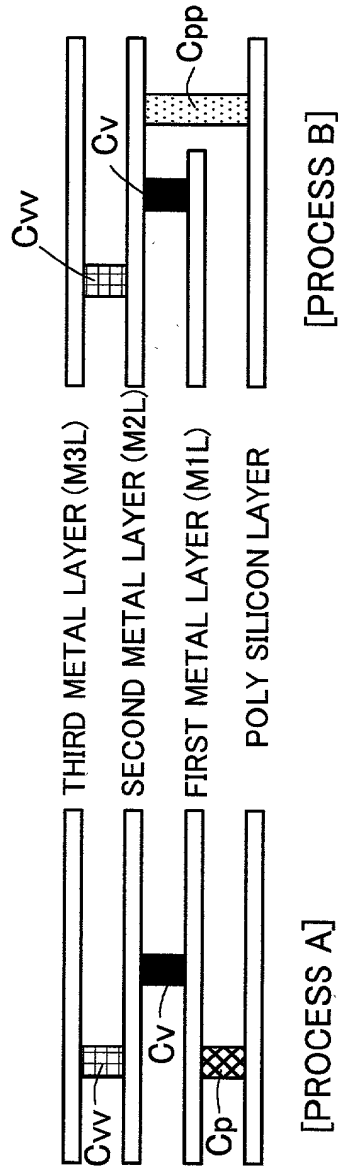 Cvv
Cv
Cp
[PROCESS A]
THIRD METAL LAYER (M3L)
SECOND METAL LAYER (M2L)
FIRST METAL LAYER (M1L)
POLY SILICON LAYER
Cvv
Cv
Cpp
[PROCESS B]